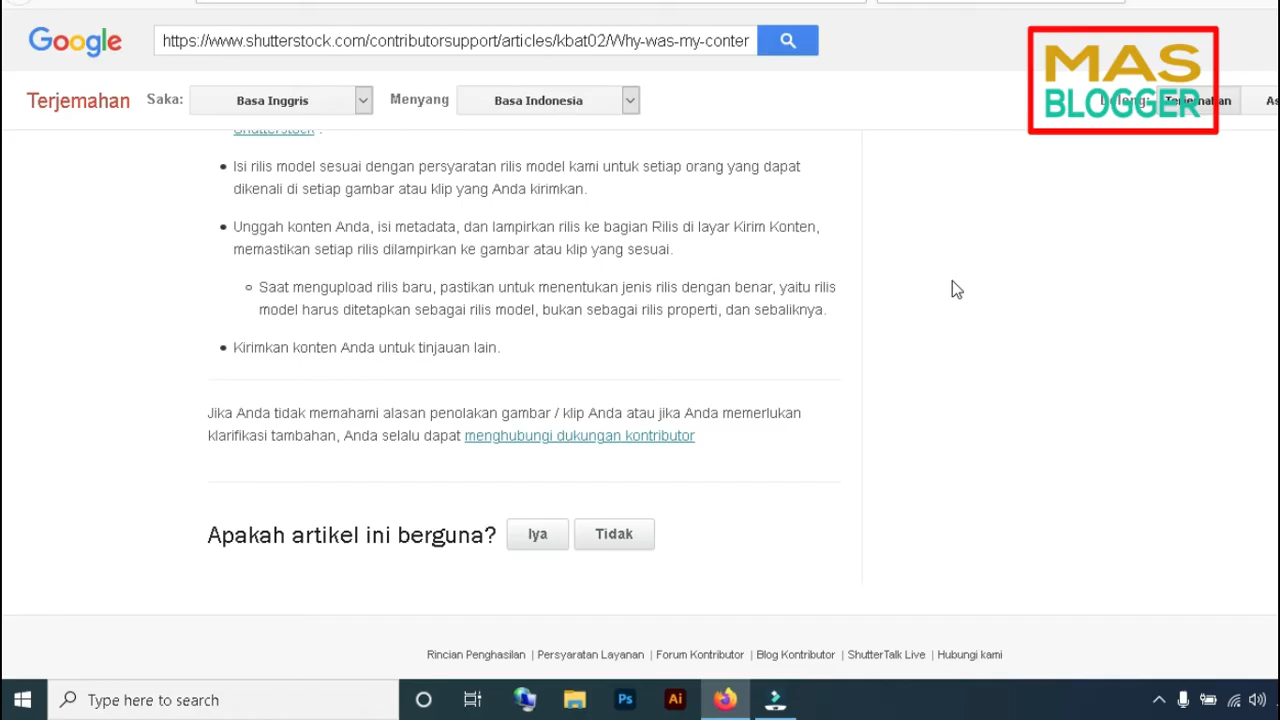 Google
https://www.shutterstock.com/contributorsupport/articles/kbat02/Why-was-my-conter
MAS
BLOGGER
Terjemahan Saka: Basa Inggris Menyang Basa Indonesia
Shutterstock .
Isi rilis model sesuai dengan persyaratan rilis model kami untuk setiap orang yang dapat
dikenali di setiap gambar atau klip yang Anda kirimkan.
Unggah konten Anda, isi metadata, dan lampirkan rilis ke bagian Rilis di layar Kirim Konten,
memastikan setiap rilis dilampirkan ke gambar atau klip yang sesuai.
Saat mengupload rilis baru, pastikan untuk menentukan jenis rilis dengan benar, yaitu rilis
model harus ditetapkan sebagai rilis model, bukan sebagai rilis properti, dan sebaliknya.
Kirimkan konten Anda untuk tinjauan lain.
Jika Anda tidak memahami alasan penolakan gambar / klip Anda atau jika Anda memerlukan
klarifikasi tambahan, Anda selalu dapat menghubungi dukungan kontributor
Apakah artikel ini berguna? Iya Tidak
Rincian Penghasilan | Persyaratan Layanan | Forum Kontributor | Blog Kontributor | ShutterTalk Live | Hubungi kami
Type here to search Ps Ai